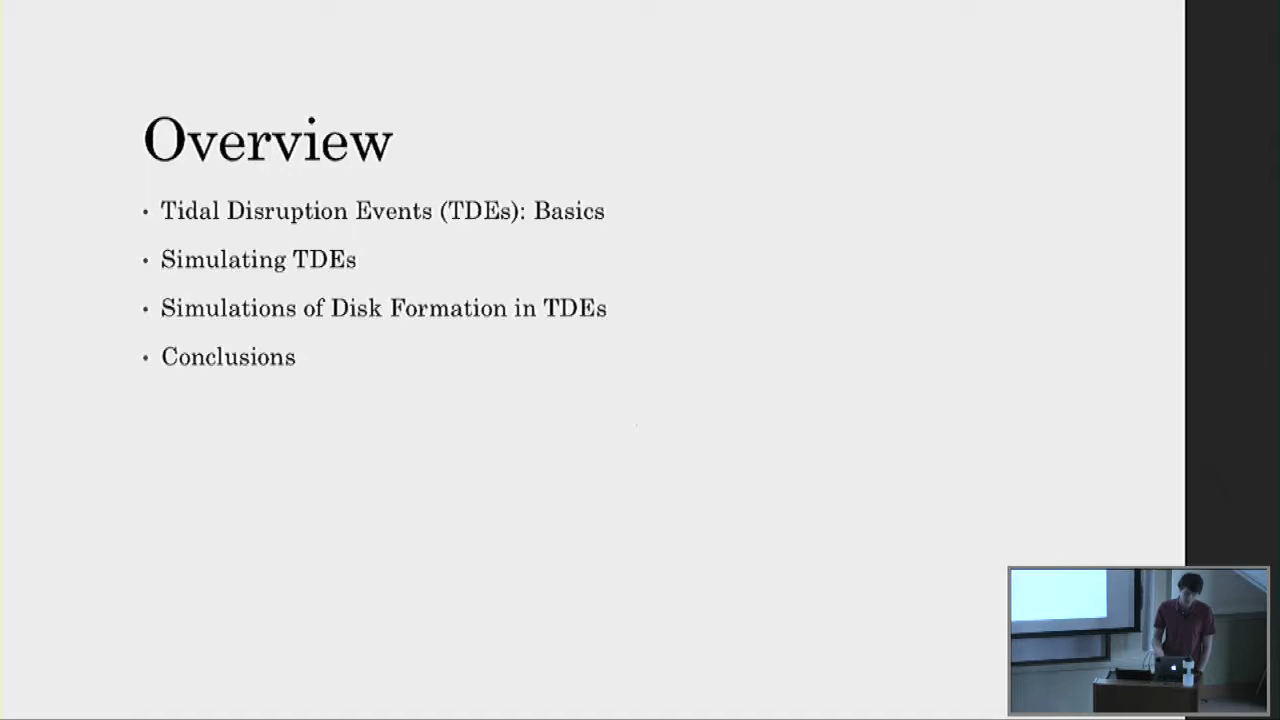 Overview
• Tidal Disruption Events (TDEs): Basics
• Simulating TDEs
• Simulations of Disk Formation in TDEs
• Conclusions